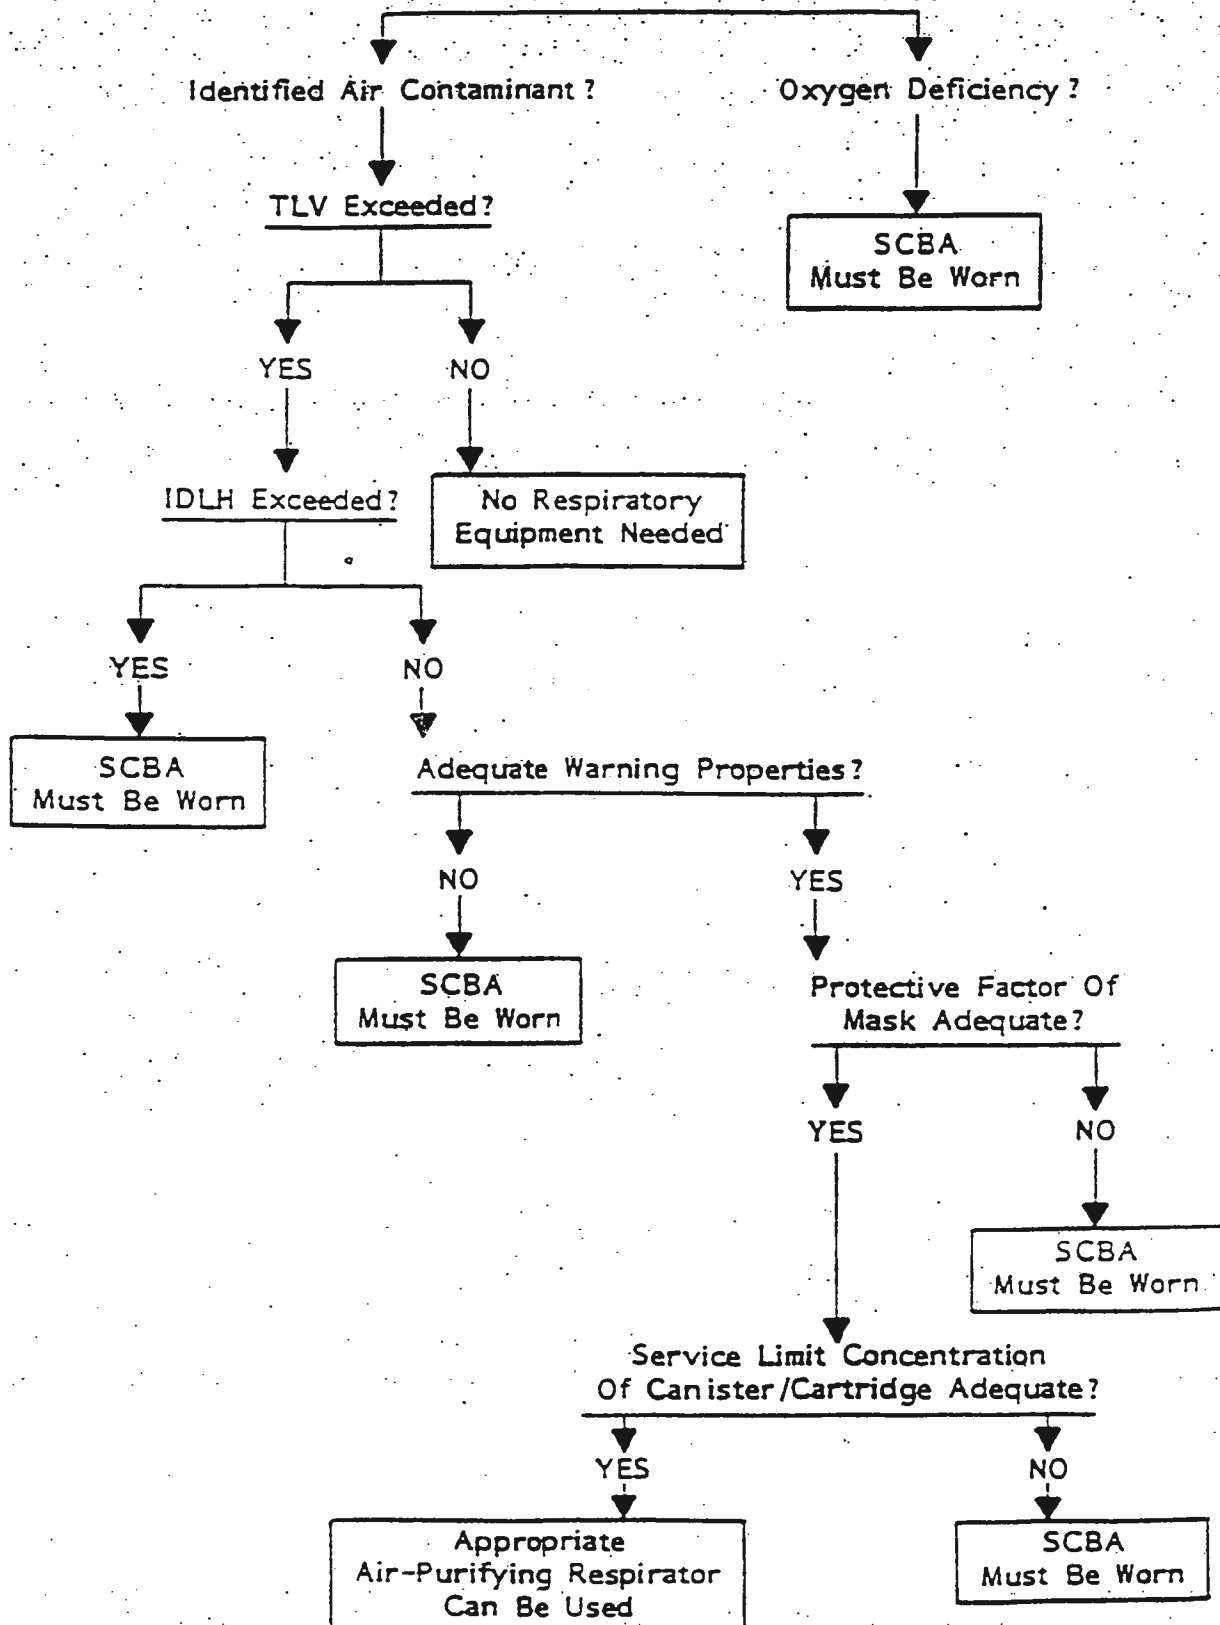 Identified Air Contaminant?
Oxygen Deficiency?
TLV Exceeded?
SCBA
Must Be Worn
YES
NO
IDLH Exceeded?
No Respiratory
Equipment Needed
YES
NO
SCBA
Must Be Worn
Adequate Warning Properties?
NO
YES
SCBA
Must Be Worn
Protective Factor Of
Mask Adequate?
YES
NO
SCBA
Must Be Worn
Service Limit Concentration
Of Canister/Cartridge Adequate?
YES
NO
Appropriate
Air-Purifying Respirator
Can Be Used
SCBA
Must Be Worn